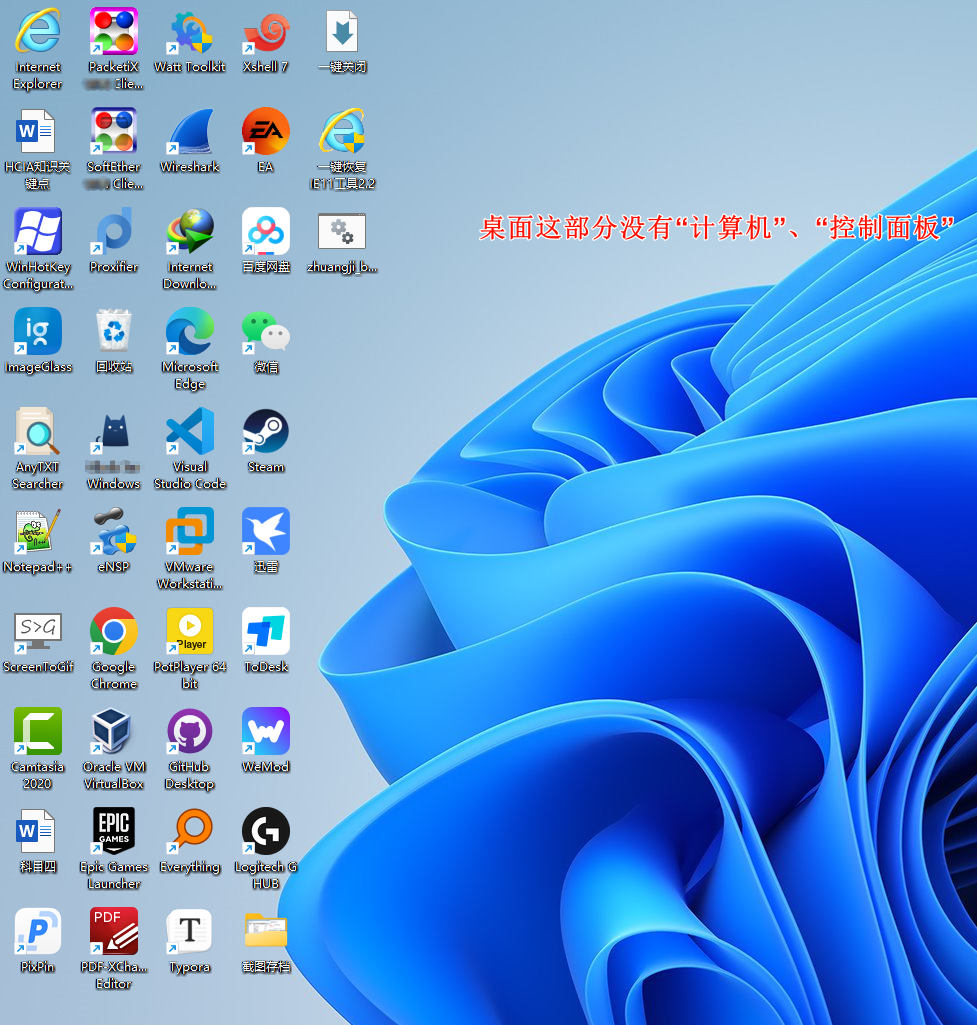 Internet
Explorer
PacketiX
Clie...
Watt Toolkit
Xshell 7
一键关闭
HCIA知识关
键点
SoftEther
. Clie...
Wireshark
EA
EA
一键恢复
IE11工具2.2
WinHotKey
Configurat...
Proxifier
Internet
Downlo...
百度网盘
zhuangji_b...
桌面这部分没有“计算机”、“控制面板”
ig
ImageGlass
回收站
Microsoft
Edge
微信
AnyTXT
Searcher
Windows
Visual
Studio Code
Steam
Notepad++
eNSP
VMware
Workstati...
迅雷
S>G
ScreenToGif
Google
Chrome
Player
PotPlayer 64
bit
ToDesk
Camtasia
2020
Oracle VM
VirtualBox
GitHub
Desktop
WeMod
W
科目四
EPIC
GAMES
Epic Games
Launcher
Everything
Logitech G
HUB
P
PixPin
PDF
PDF-XCha...
Editor
T
Typora
截图存档